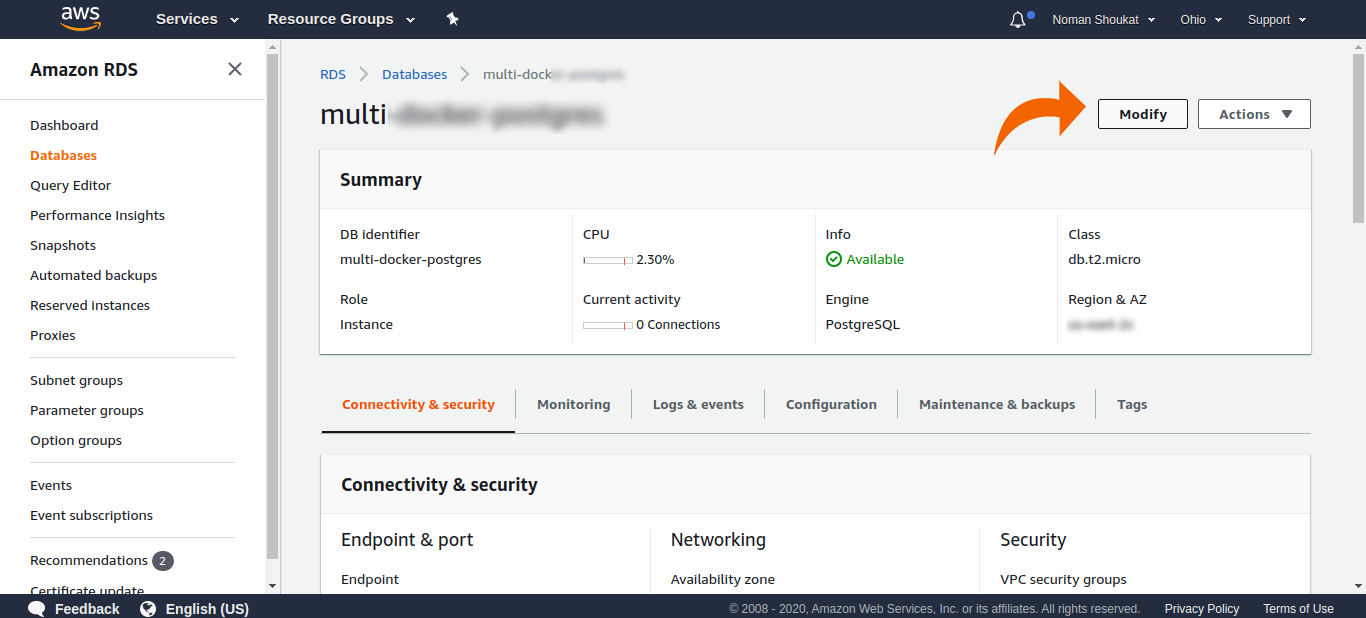 aws Services Resource Groups Noman Shoukat Ohio Support
Amazon RDS
Dashboard
Databases
Query Editor
Performance Insights
Snapshots
Automated backups
Reserved instances
Proxies
Subnet groups
Parameter groups
Option groups
Events
Event subscriptions
Recommendations 2
Certificate update
RDS Databases multi-dock
multi
Modify Actions
Summary
DB identifier
multi-docker-postgres
CPU
2.30%
Info
Available
Class
db.t2.micro
Role
Instance
Current activity
0 Connections
Engine
PostgreSQL
Region & AZ
Connectivity & security Monitoring Logs & events Configuration Maintenance & backups Tags
Connectivity & security
Endpoint & port
Endpoint
Networking
Availability zone
Security
VPC security groups
Feedback English (US) © 2008 - 2020, Amazon Web Services, Inc. or its affiliates. All rights reserved. Privacy Policy Terms of Use